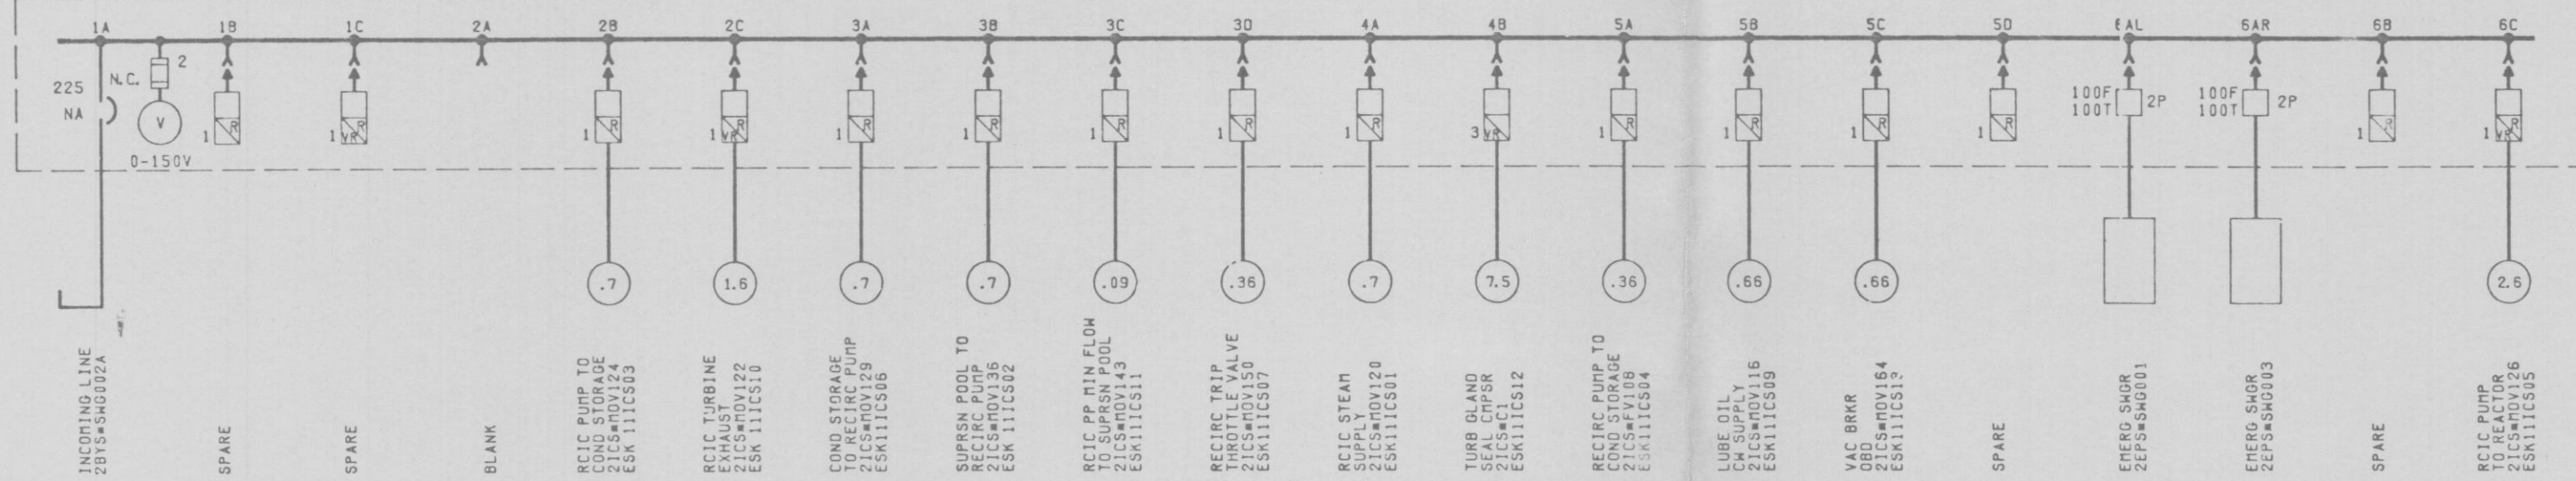 1A
1B
1C
2A
2B
2C
3A
3B
3C
3D
4A
4B
5A
5B
5C
5D
6AL
6AR
6B
6C
225
NA
N.C.
2
V
0-150V
1
R
1
VR
1
R
1
VR
1
R
1
R
1
R
1
R
1
R
3
VR
1
R
1
R
1
R
1
R
100F
100T
2P
100F
100T
2P
1
R
1
VR
.7
1.6
.7
.7
.09
.36
.7
7.5
.36
.66
.66
2.6
INCOMING LINE
2BYS*SWG002A
SPARE
SPARE
BLANK
RCIC PUMP TO
COND STORAGE
2ICS*MOV124
ESK 11ICS03
RCIC TURBINE
EXHAUST
2ICS*MOV122
ESK 11ICS10
COND STORAGE
TO RECIRC PUMP
2ICS*MOV129
ESK11ICS06
SUPRSN POOL TO
RECIRC PUMP
2ICS*MOV136
ESK 11ICS02
RCIC PP MIN FLOW
TO SUPRSN POOL
2ICS*MOV143
ESK11ICS11
RECIRC TRIP
THROTTLE VALVE
2ICS*MOV150
ESK11ICS07
RCIC STEAM
SUPPLY
2ICS*MOV120
ESK11ICS01
TURB GLAND
SEAL CMPSR
2ICS*C1
ESK11ICS12
RECIRC PUMP TO
COND STORAGE
2ICS*FV108
ESK11ICS04
LUBE OIL
CW SUPPLY
2ICS*MOV116
ESK11ICS09
VAC BRKR
OBD
2ICS*MOV164
ESK11ICS13
SPARE
EMERG SWGR
2EPS*SWG001
EMERG SWGR
2EPS*SWG003
SPARE
RCIC PUMP
TO REACTOR
2ICS*MOV126
ESK11ICS05